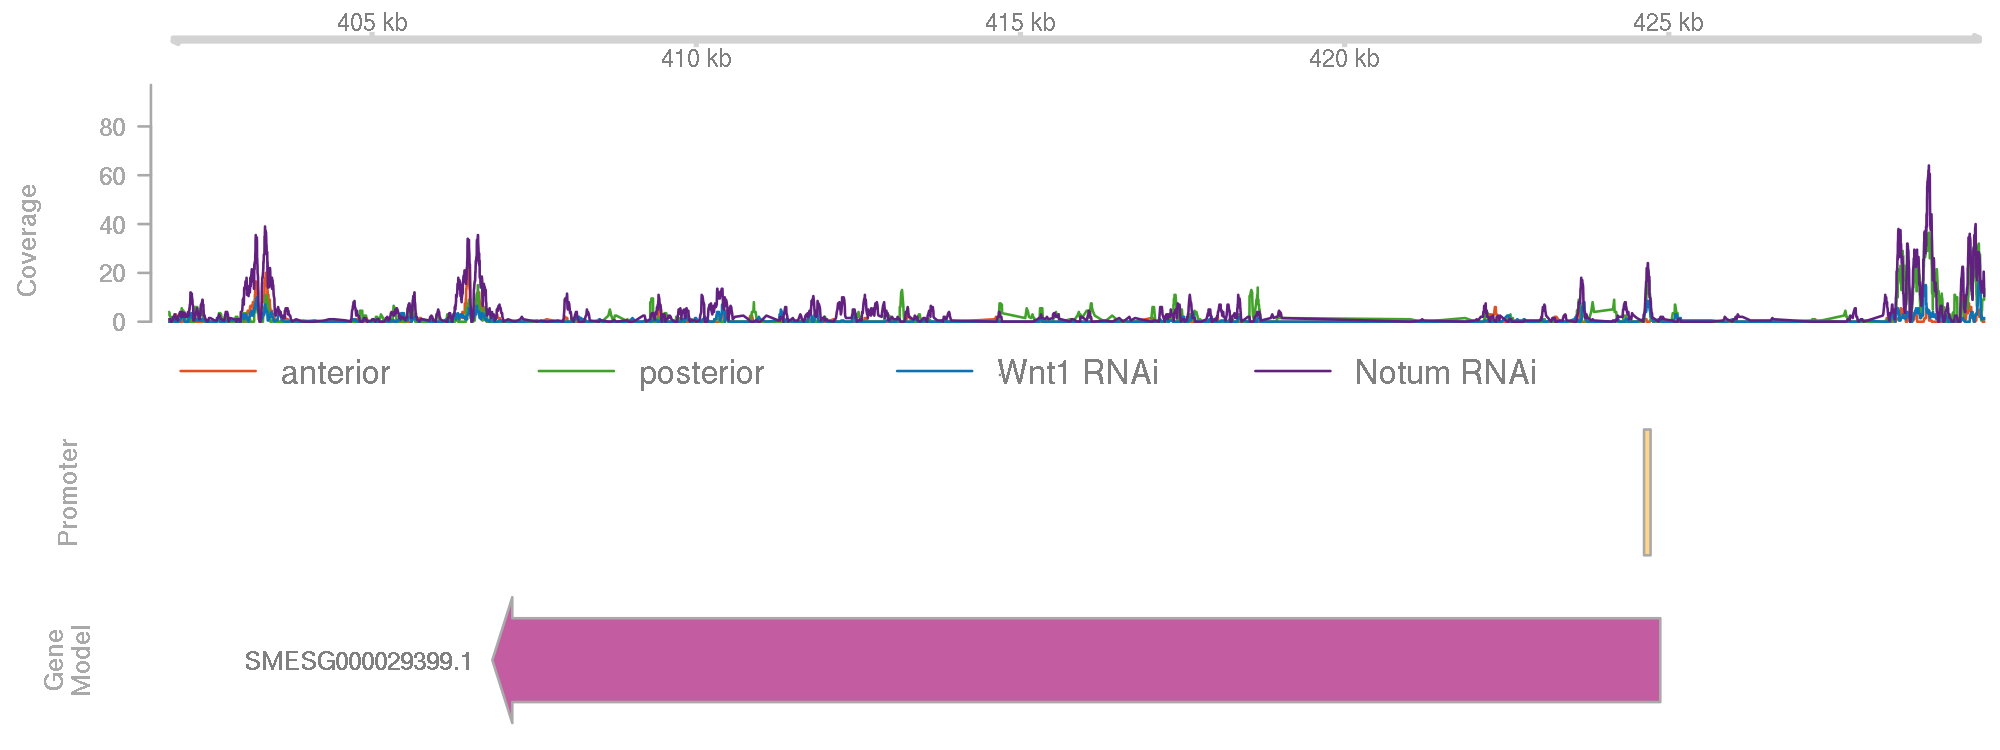 405 kb
415 kb
425 kb
410 kb
420 kb
Coverage
80
60
40
20
0
anterior
posterior
Wnt1 RNAi
Notum RNAi
Promoter
Gene
Model
SMESG000029399.1